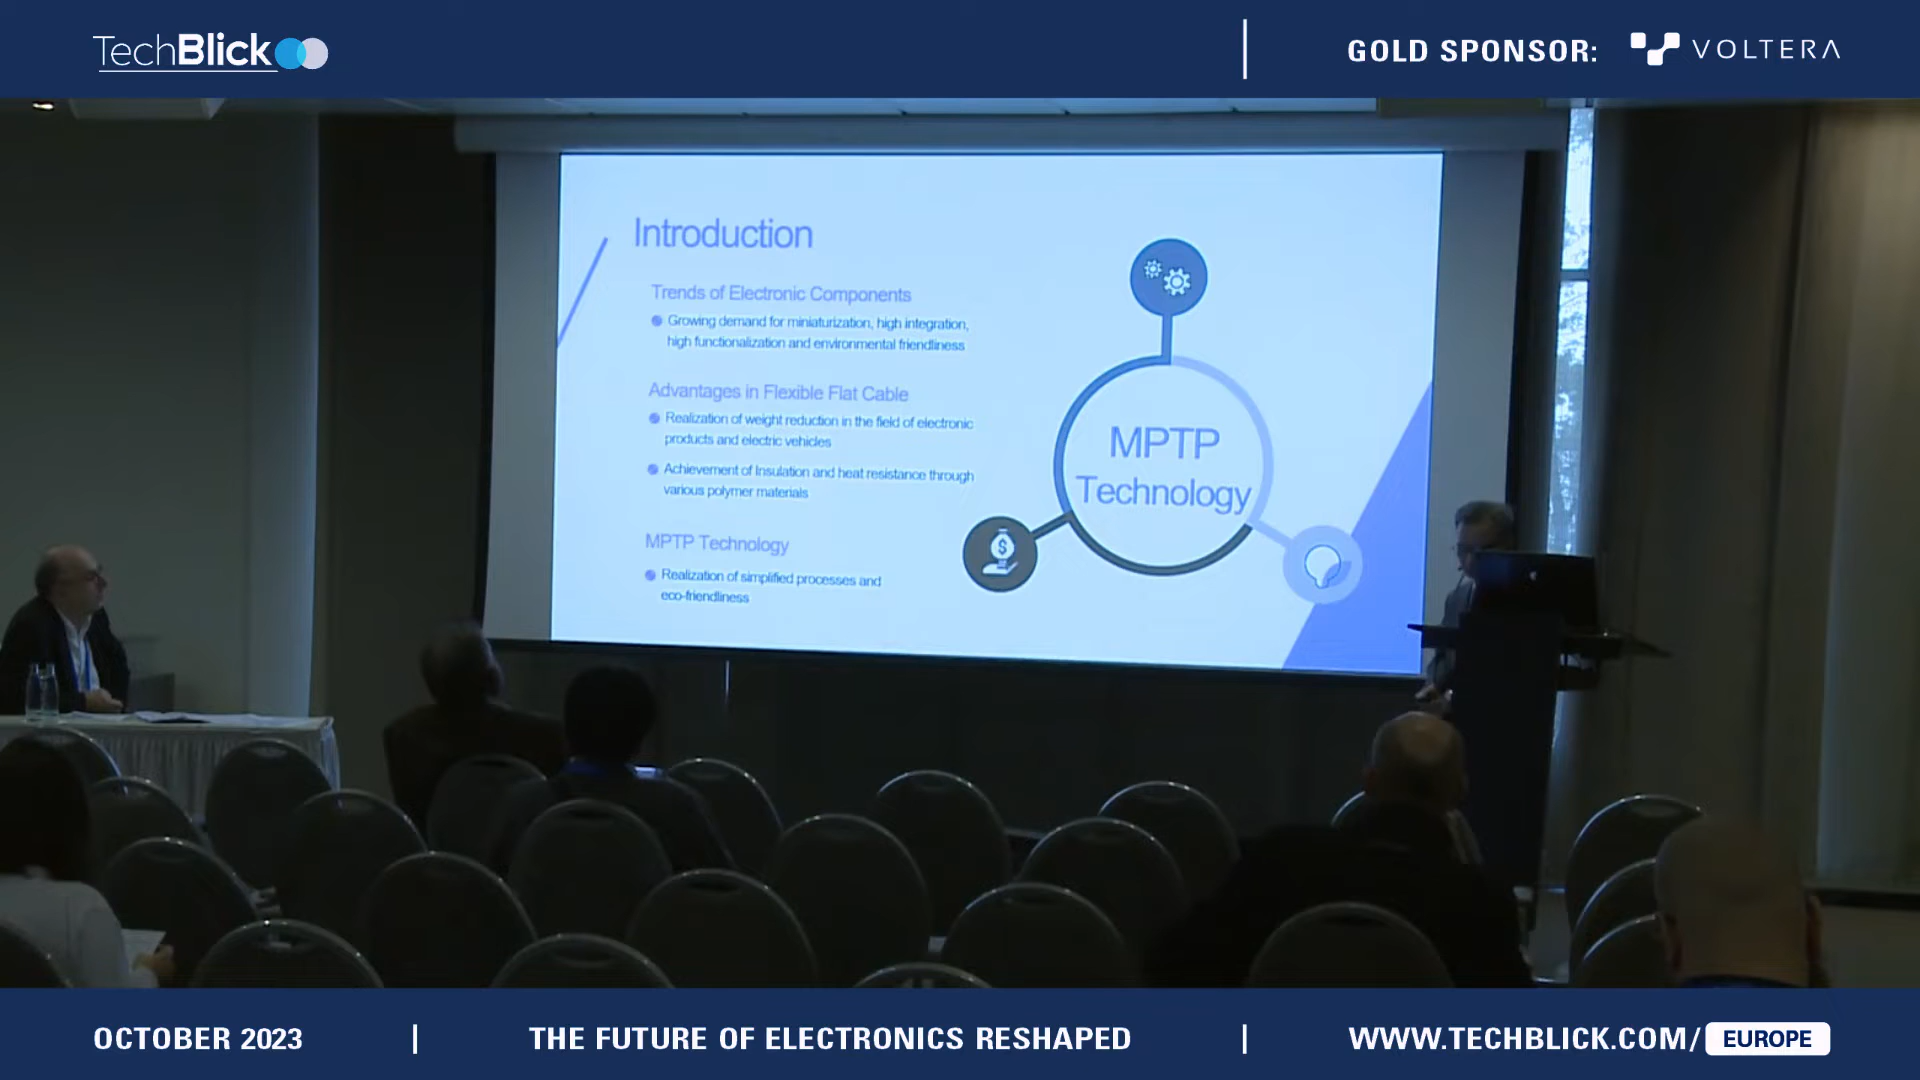 TechBlick
GOLD SPONSOR:
VOLTERA
Introduction
Trends of Electronic Components
Growing demand for miniaturization, high integration,
high functionalization and environmental friendliness
Advantages in Flexible Flat Cable
Realization of weight reduction in the field of electronic
products and electric vehicles
Achievement of Insulation and heat resistance through
various polymer materials
MPTP Technology
Realization of simplified processes and
eco-friendliness
MPTP
Technology
$
OCTOBER 2023
THE FUTURE OF ELECTRONICS RESHAPED
WWW.TECHBLICK.COM/EUROPE